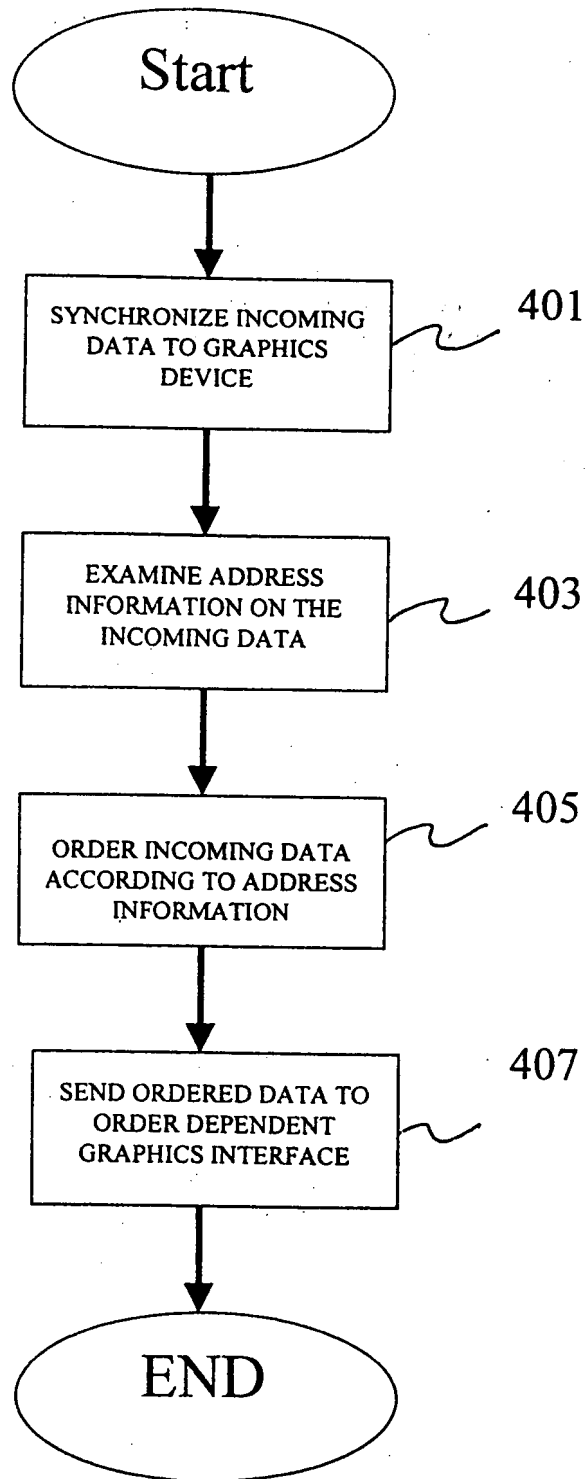 Start
SYNCHRONIZE INCOMING
DATA TO GRAPHICS
DEVICE
401
EXAMINE ADDRESS
INFORMATION ON THE
INCOMING DATA
403
ORDER INCOMING DATA
ACCORDING TO ADDRESS
INFORMATION
405
SEND ORDERED DATA TO
ORDER DEPENDENT
GRAPHICS INTERFACE
407
END